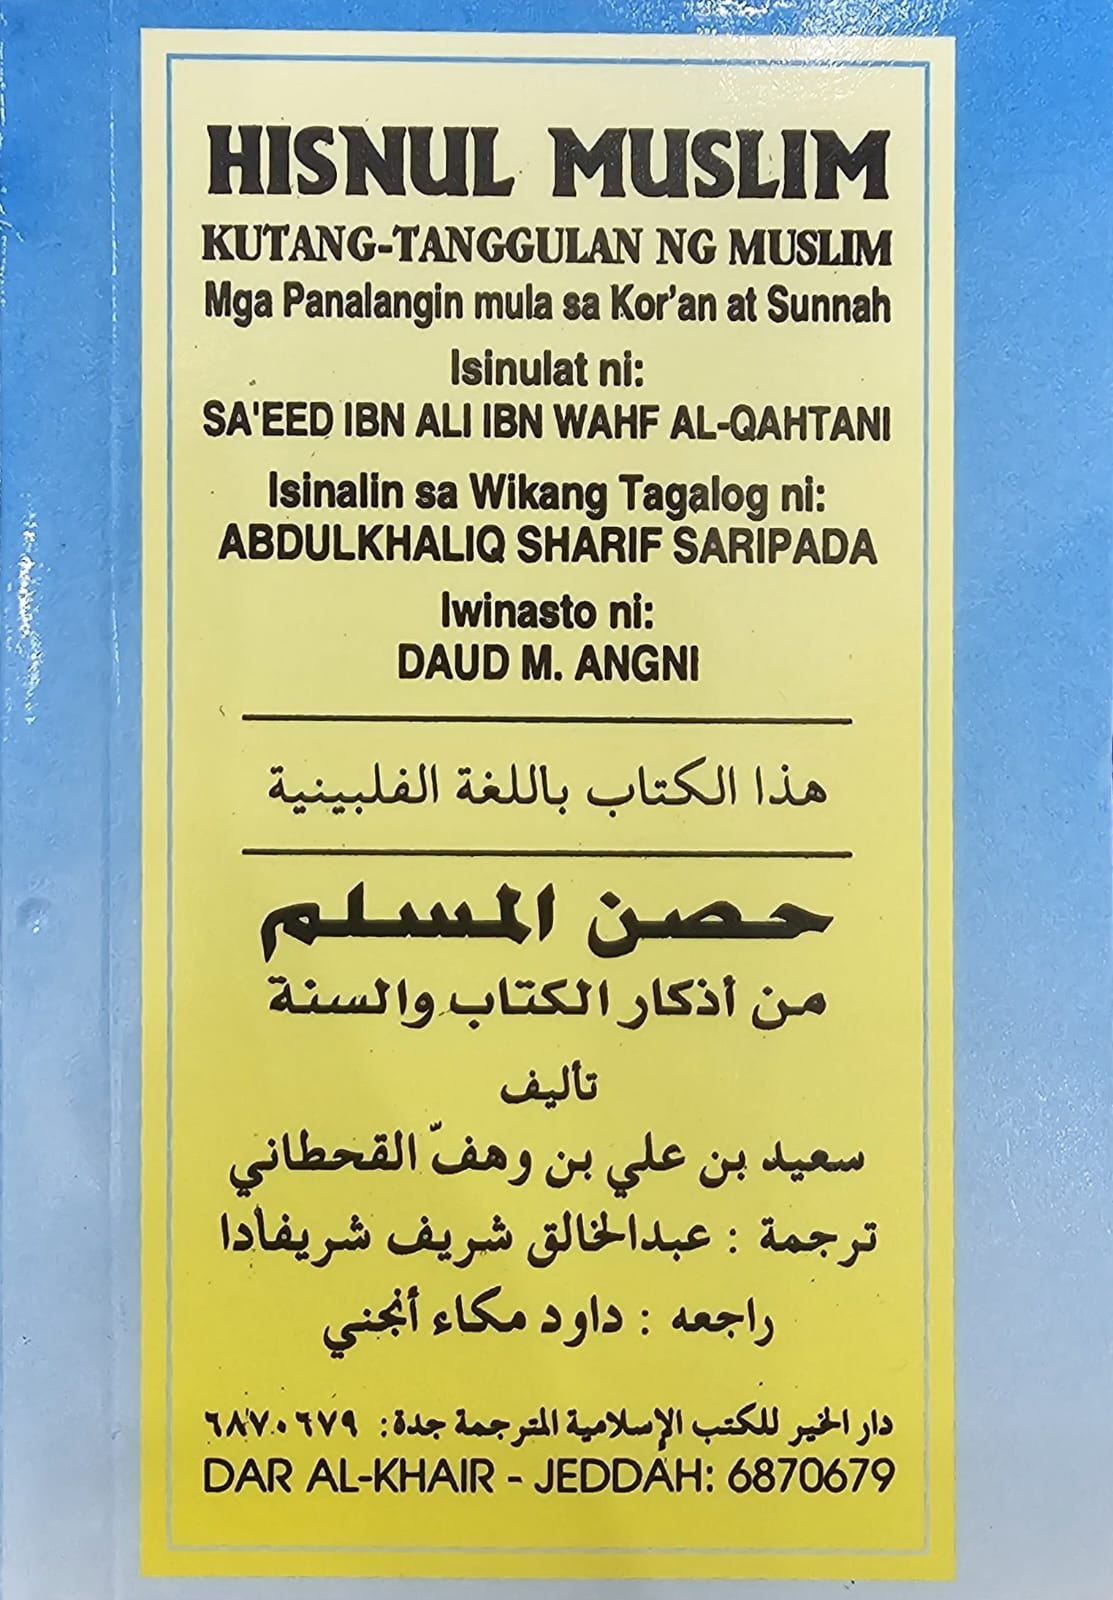 HISNUL MUSLIM
KUTANG-TANGGULAN NG MUSLIM
Mga Panalangin mula sa Kor'an at Sunnah
Isinulat ni:
SA'EED IBN ALI IBN WAHF AL-QAHTANI
Isinalin sa Wikang Tagalog ni:
ABDULKHALIQ SHARIF SARIPADA
Iwinasto ni:
DAUD M. ANGNI
هذا الكتاب باللغة الفلبينية
حصن المسلم
من أذكار الكتاب والسنة
تأليف
سعيد بن علي بن وهفّ القحطاني
ترجمة : عبدالخالق شريف شريفادا
راجعه : داود مكاء أنجني
دار الخير للكتب الإسلامية المترجمة جدة: ٦٨٧٠٦٧٩
DAR AL-KHAIR - JEDDAH: 6870679